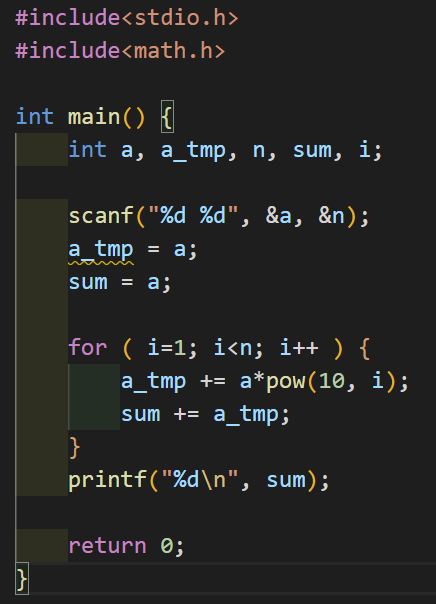 #include<stdio.h>
#include<math.h>
int main() {
int a, a_tmp, n, sum, i;
scanf("%d %d", &a, &n);
a_tmp = a;
sum = a;
for ( i=1; i<n; i++ ) {
a_tmp += a*pow(10, i);
sum += a_tmp;
}
printf("%d\n", sum);
return 0;
}